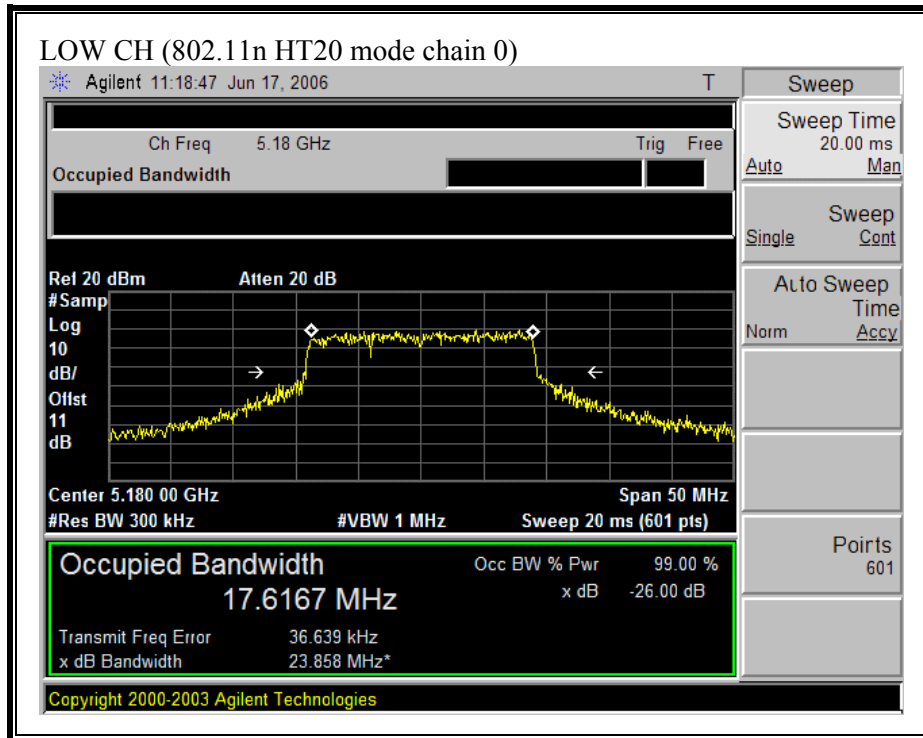 LOW CH (802.11n HT20 mode chain 0)
Agilent 11:18:47 Jun 17, 2006 T
Sweep
Ch Freq 5.18 GHz Trig Free
Occupied Bandwidth
Sweep Time
20.00 ms
Auto Man
Sweep
Single Cont
Auto Sweep
Time
Norm Accy
Ref 20 dBm Atten 20 dB
#Samp
Log
10
dB/
Offst
11
dB
Center 5.180 00 GHz Span 50 MHz
#Res BW 300 kHz #VBW 1 MHz Sweep 20 ms (601 pts)
Points
601
Occupied Bandwidth Occ BW % Pwr 99.00 %
17.6167 MHz x dB -26.00 dB
Transmit Freq Error 36.639 kHz
x dB Bandwidth 23.858 MHz*
Copyright 2000-2003 Agilent Technologies